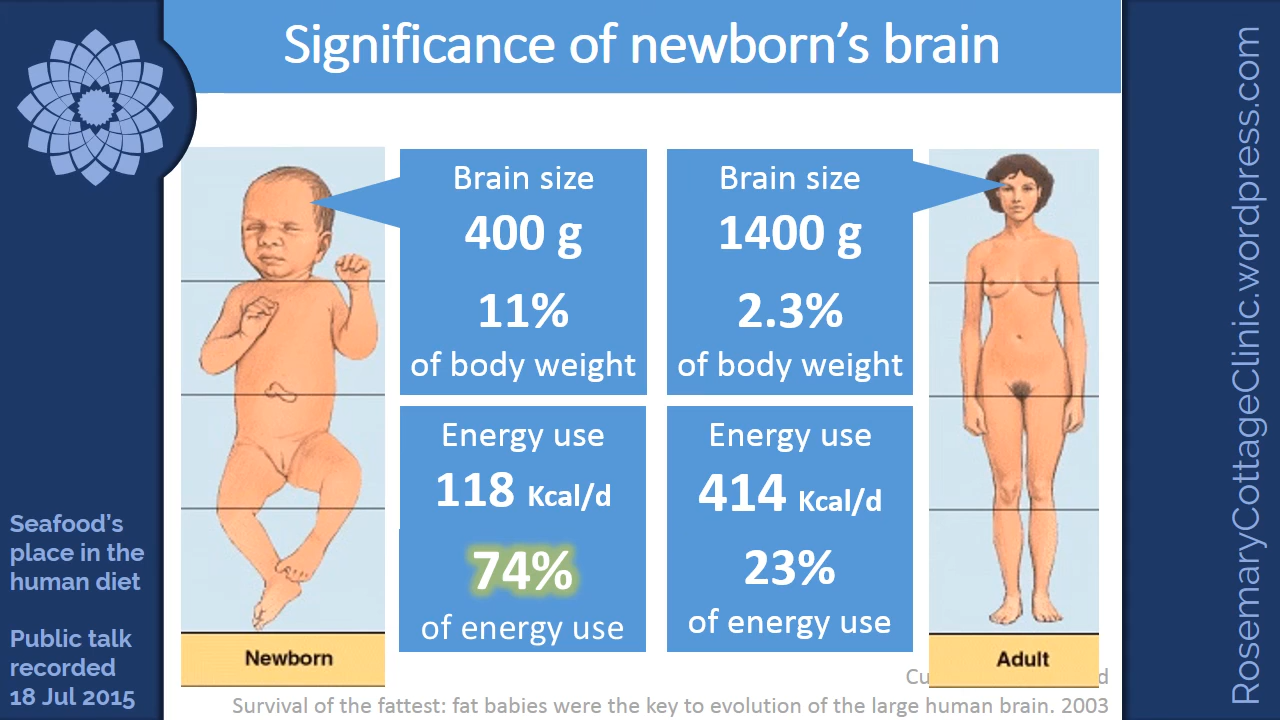 Significance of newborn's brain
Brain size
400 g
11%
of body weight
Brain size
1400 g
2.3%
of body weight
Energy use
118 Kcal/d
74%
of energy use
Energy use
414 Kcal/d
23%
of energy use
Newborn
Adult
Survival of the fattest: fat babies were the key to evolution of the large human brain. 2003
Seafood's
place in the
human diet
Public talk
recorded
18 Jul 2015
RosemaryCottageClinic.wordpress.com